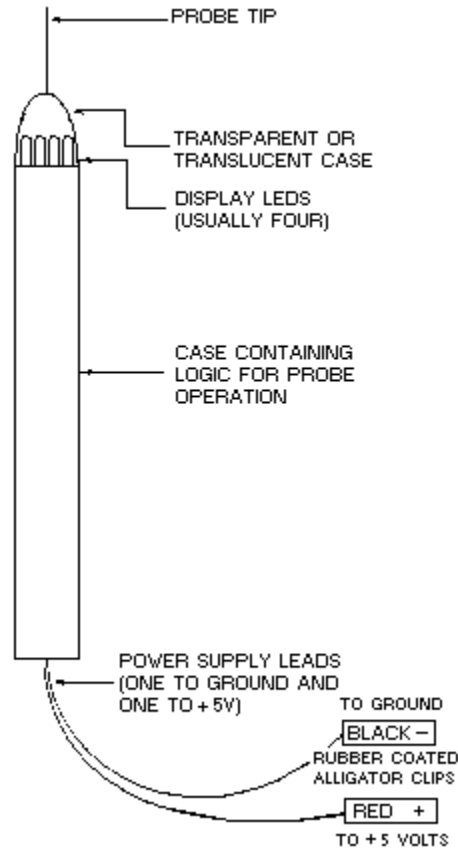 PROBE TIP
TRANSPARENT OR
TRANSLUCENT CASE
DISPLAY LEDS
(USUALLY FOUR)
CASE CONTAINING
LOGIC FOR PROBE
OPERATION
POWER SUPPLY LEADS
(ONE TO GROUND AND
ONE TO +5V)
TO GROUND
BLACK -
RUBBER COATED
ALLIGATOR CLIPS
RED +
TO +5 VOLTS